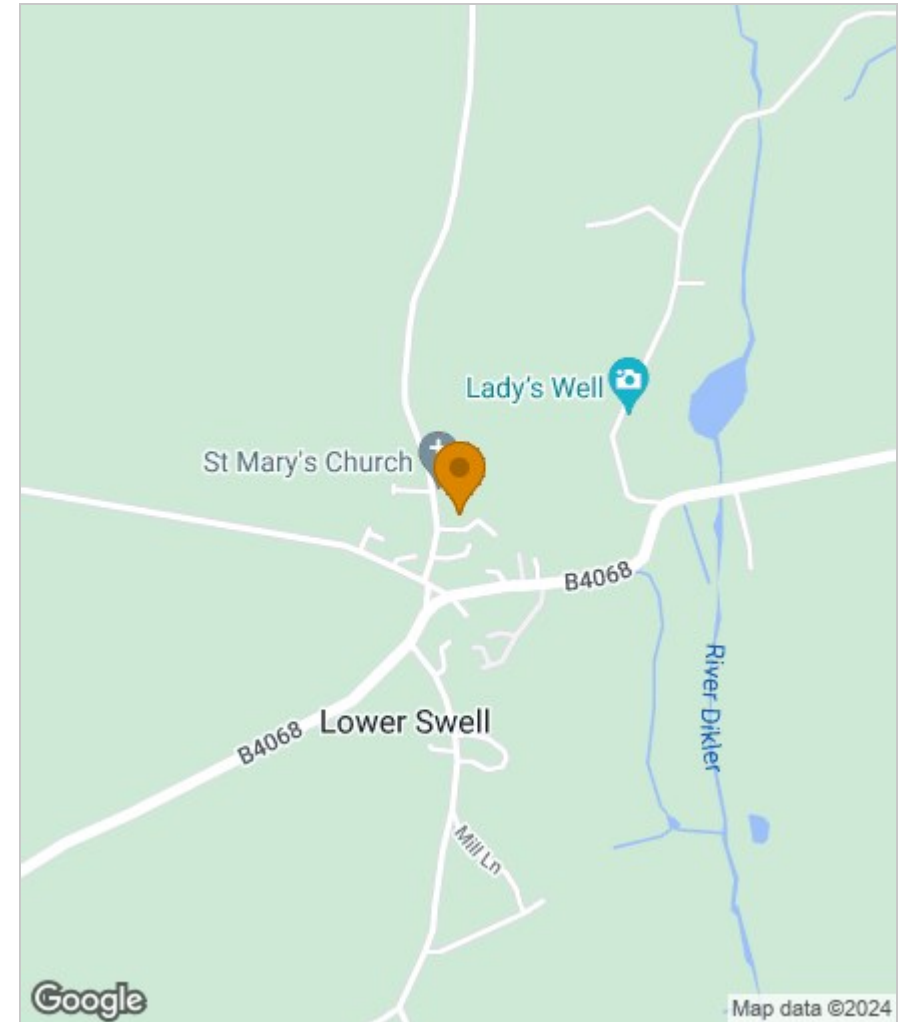 Lady's Well
St Mary's Church
B4068
River Dikler
Lower Swell
B4068
Mill Ln
Google
Map data ©2024